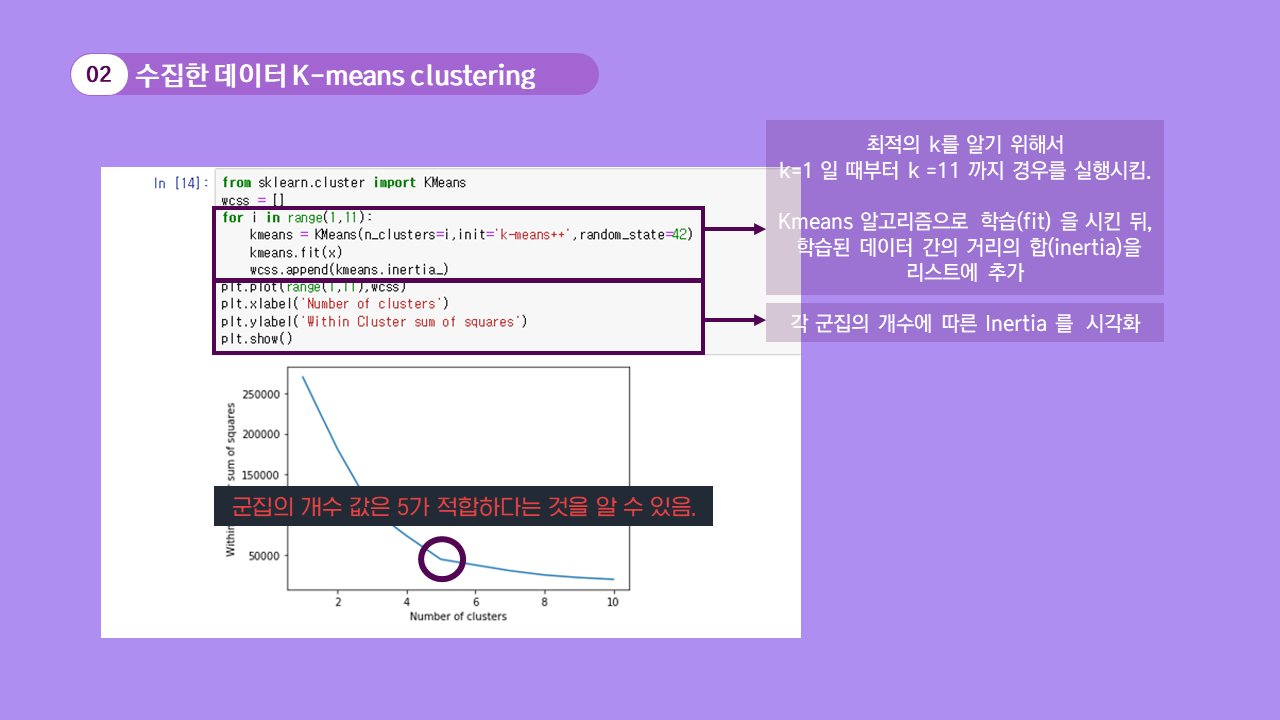 02 수집한 데이터 K-means clustering
최적의 k를 알기 위해서
k=1 일 때부터 k =11 까지 경우를 실행시킴.
Kmeans 알고리즘으로 학습(fit) 을 시킨 뒤,
학습된 데이터 간의 거리의 합(inertia)을
리스트에 추가
각 군집의 개수에 따른 Inertia 를 시각화
In [14]:
from sklearn.cluster import KMeans
wcss = []
for i in range(1,11):
kmeans = KMeans(n_clusters=i,init='k-means++',random_state=42)
kmeans.fit(x)
wcss.append(kmeans.inertia_)
plt.plot(range(1,11),wcss)
plt.xlabel('Number of clusters')
plt.ylabel('Within Cluster sum of squares')
plt.show()
250000
200000
150000
50000
sum of squares
군집의 개수 값은 5가 적합하다는 것을 알 수 있음.
2 4 6 8 10
Number of clusters